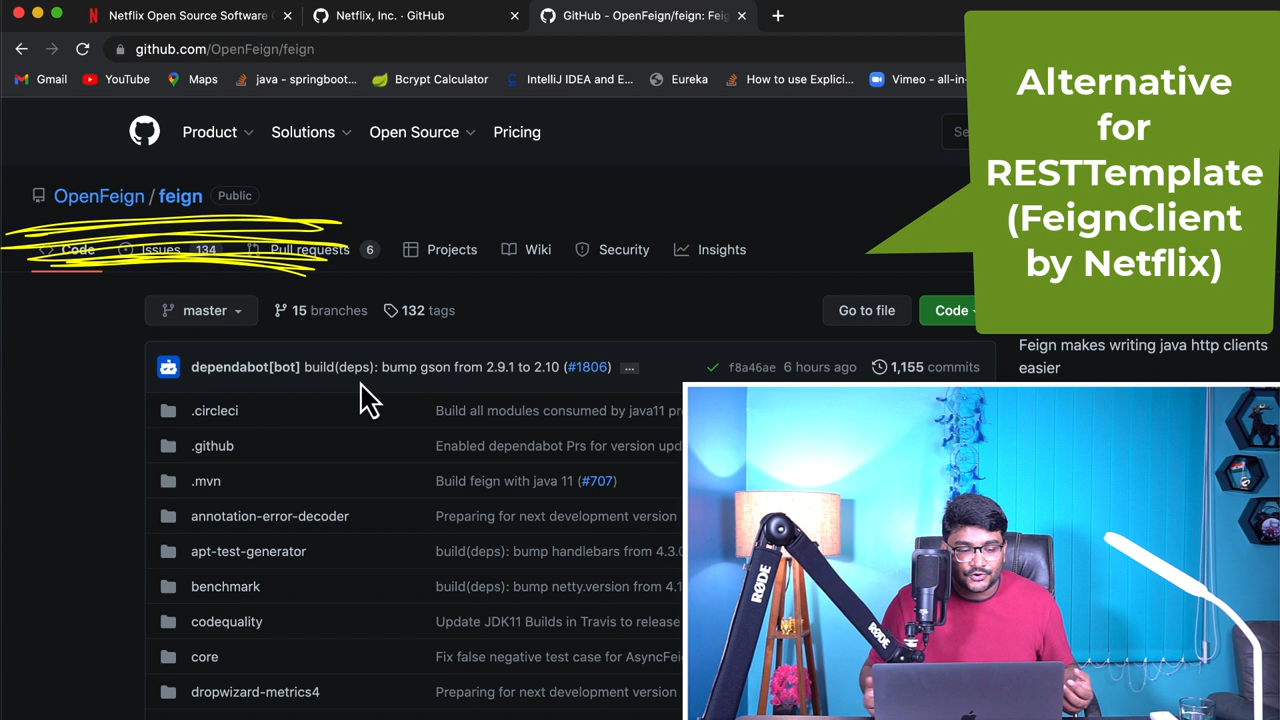 Netflix Open Source Software
Netflix, Inc. · GitHub
GitHub - OpenFeign/feign: Feig
github.com/OpenFeign/feign
Gmail
YouTube
Maps
java - springboot...
Bcrypt Calculator
IntelliJ IDEA and E...
Eureka
How to use Explici...
Vimeo - all-in-
Alternative
for
RESTTemplate
(FeignClient
by Netflix)
Product
Solutions
Open Source
Pricing
Se
OpenFeign / feign
Public
Code
Issues 134
Pull requests 6
Projects
Wiki
Security
Insights
master
15 branches
132 tags
Go to file
Code
Feign makes writing java http clients
easier
dependabot[bot] build(deps): bump gson from 2.9.1 to 2.10 (#1806) ...
f8a46ae 6 hours ago
1,155 commits
.circleci
Build all modules consumed by java11 pr
.github
Enabled dependabot Prs for version upd
.mvn
Build feign with java 11 (#707)
annotation-error-decoder
Preparing for next development version
apt-test-generator
build(deps): bump handlebars from 4.3.0
benchmark
build(deps): bump netty.version from 4.1
codequality
Update JDK11 Builds in Travis to release
core
Fix false negative test case for AsyncFei
dropwizard-metrics4
Preparing for next development version
RØDE
RØDE